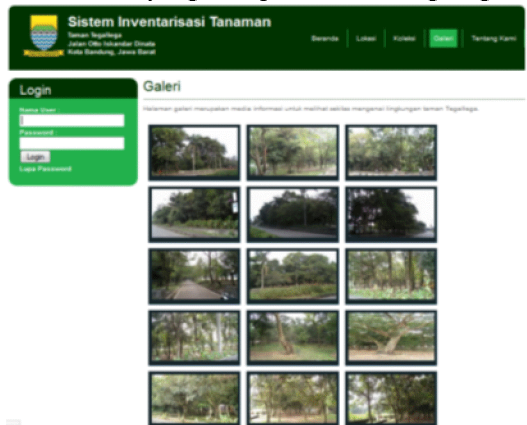 Sistem Inventarisasi Tanaman
Taman Tegallega
Jalan Otto Iskandar Dinata
Kota Bandung, Jawa Barat
Beranda Lokasi Koleksi Galeri Tentang Kami
Login
Nama User :
Password :
Login
Lupa Password
Galeri
Halaman galeri merupakan media informasi untuk melihat sekilas mengenai lingkungan taman Tegallega.